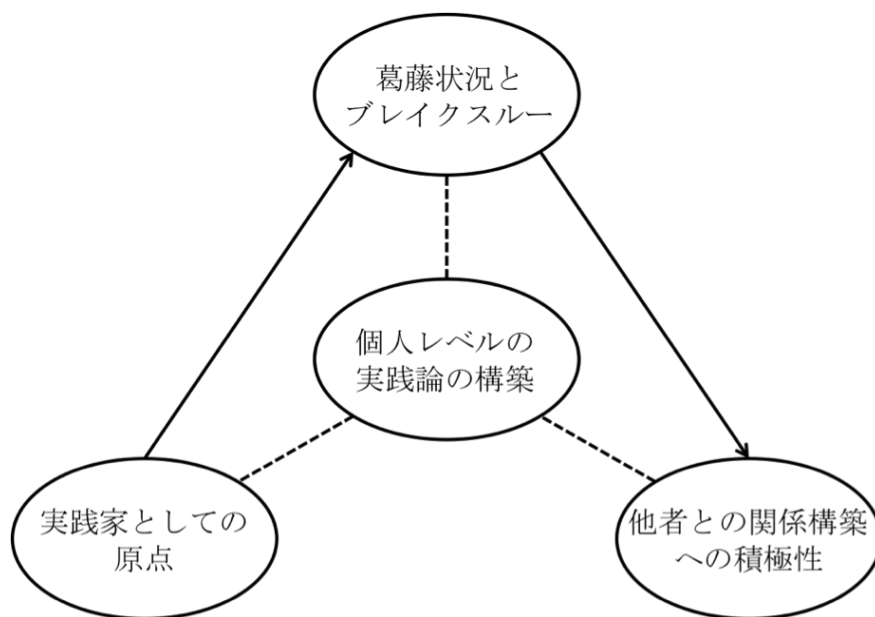 葛藤状況と
ブレイクスルー
個人レベルの
実践論の構築
実践家としての
原点
他者との関係構築
への積極性